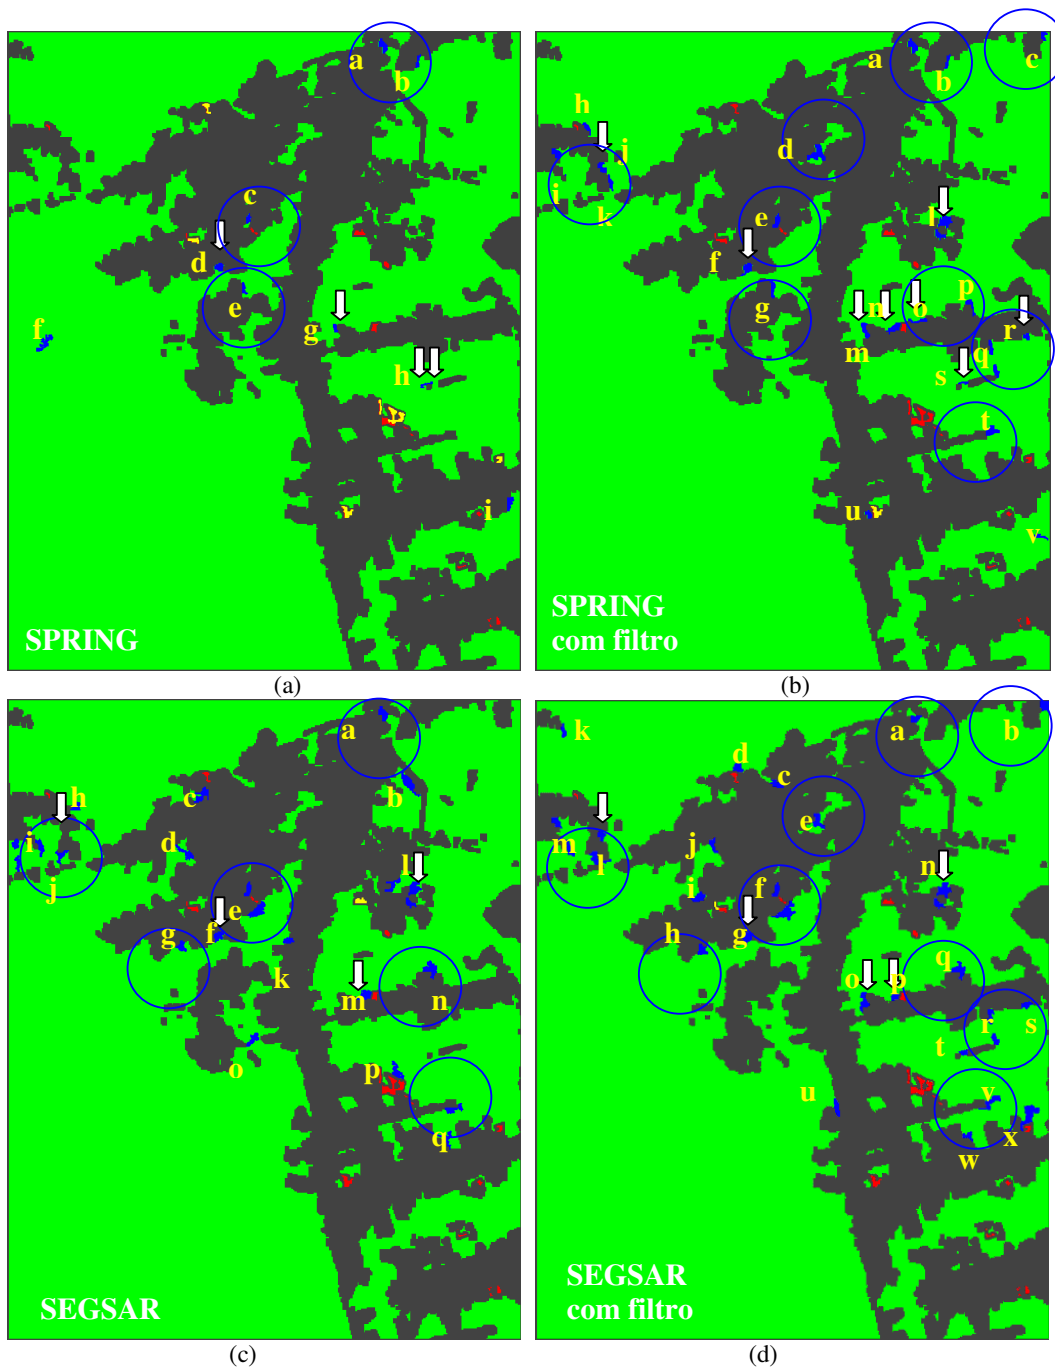 a
b
c
d
e
f
g
h
v
i
SPRING
(a)
a
b
c
h
j
d
i
k
l
e
f
g
n
o
p
m
r
q
s
t
u
v
v
SPRING
com filtro
(b)
a
b
c
h
i
d
j
l
e
g
f
k
m
n
o
p
q
SEGSAR
(c)
k
a
b
d
c
e
j
m
l
n
i
f
h
g
q
o
p
r
s
t
u
v
x
w
SEGSAR
com filtro
(d)